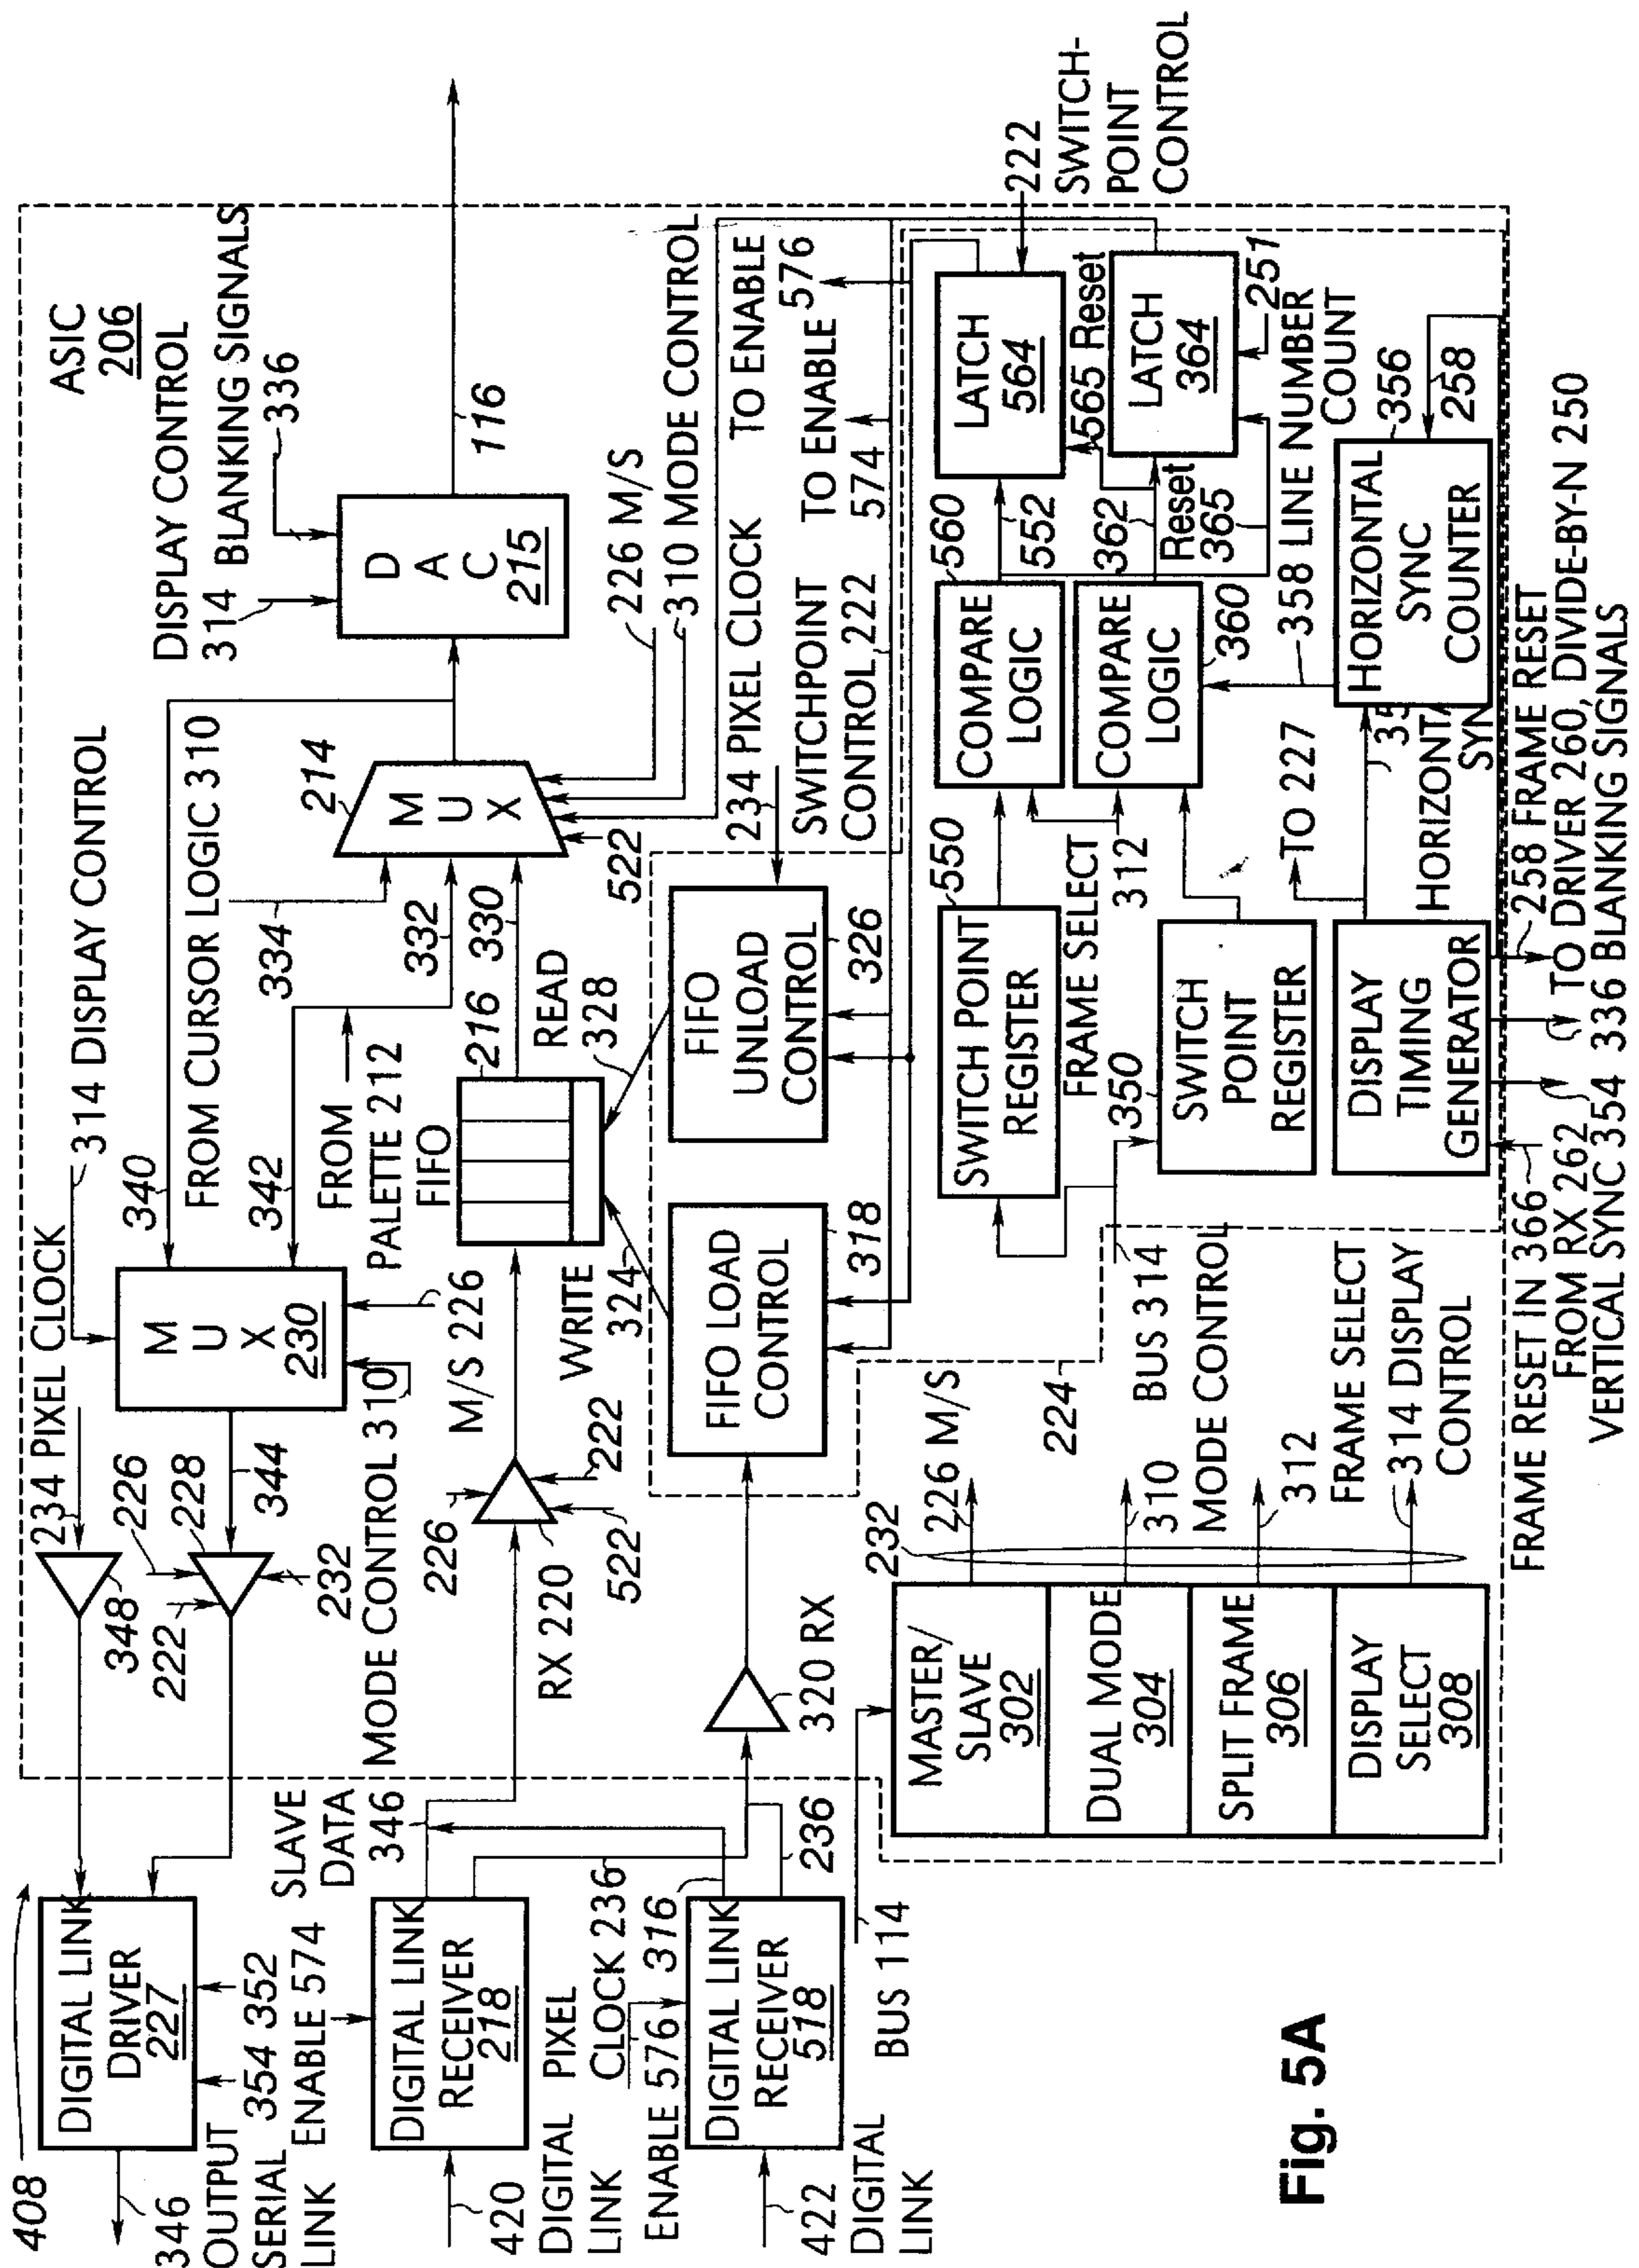 408
346
OUTPUT
SERIAL
LINK
DIGITAL LINK
DRIVER
227
354
352
ENABLE 574
SLAVE
DATA
346
420
DIGITAL
LINK
DIGITAL LINK
RECEIVER
218
PIXEL
CLOCK 236
316
ENABLE 576
236
422
DIGITAL
LINK
DIGITAL LINK
RECEIVER
518
BUS 114
234 PIXEL CLOCK
348
226
228
222
232
344
MODE CONTROL 310
M
U
X
230
M/S 226
314 DISPLAY CONTROL
340
342
FROM CURSOR LOGIC 310
334
332
330
FROM
PALETTE 212
FIFO
216
READ
328
WRITE
324
226
222
522
RX 220
320 RX
214
M
U
X
522
ASIC
206
DISPLAY CONTROL
314
BLANKING SIGNALS
336
D
A
C
215
116
226 M/S
310 MODE CONTROL
234 PIXEL CLOCK
SWITCHPOINT
CONTROL 222
TO ENABLE
574
TO ENABLE
576
FIFO LOAD
CONTROL
318
FIFO
UNLOAD
CONTROL
326
224
MASTER/
SLAVE
302
DUAL MODE
304
SPLIT FRAME
306
DISPLAY
SELECT
308
232
226 M/S
310
MODE CONTROL
312
FRAME SELECT
314 DISPLAY
CONTROL
BUS 314
SWITCH POINT
REGISTER
550
FRAME SELECT
312
350
SWITCH
POINT
REGISTER
COMPARE
LOGIC
560
552
COMPARE
LOGIC
360
362
LATCH
564
565 Reset
LATCH
364
Reset
365
251
222
SWITCH-
POINT
CONTROL
358 LINE NUMBER
COUNT
DISPLAY
TIMING
GENERATOR
TO 227
35
HORIZONTA
SYN
HORIZONTAL
SYNC
COUNTER
356
258
258 FRAME RESET
TO DRIVER 260, DIVIDE-BY-N 250
336 BLANKING SIGNALS
FRAME RESET IN 366
FROM RX 262
VERTICAL SYNC 354
Fig. 5A